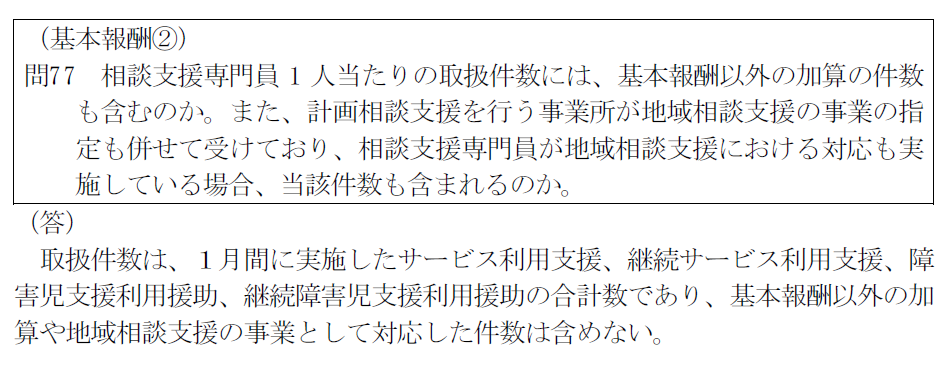 (基本報酬②)
問77　相談支援専門員1人当たりの取扱件数には、基本報酬以外の加算の件数
も含むのか。また、計画相談支援を行う事業所が地域相談支援の事業の指
定も併せて受けており、相談支援専門員が地域相談支援における対応も実
施している場合、当該件数も含まれるのか。
(答)
取扱件数は、1月間に実施したサービス利用支援、継続サービス利用支援、障
害児支援利用援助、継続障害児支援利用援助の合計数であり、基本報酬以外の加
算や地域相談支援の事業として対応した件数は含めない。